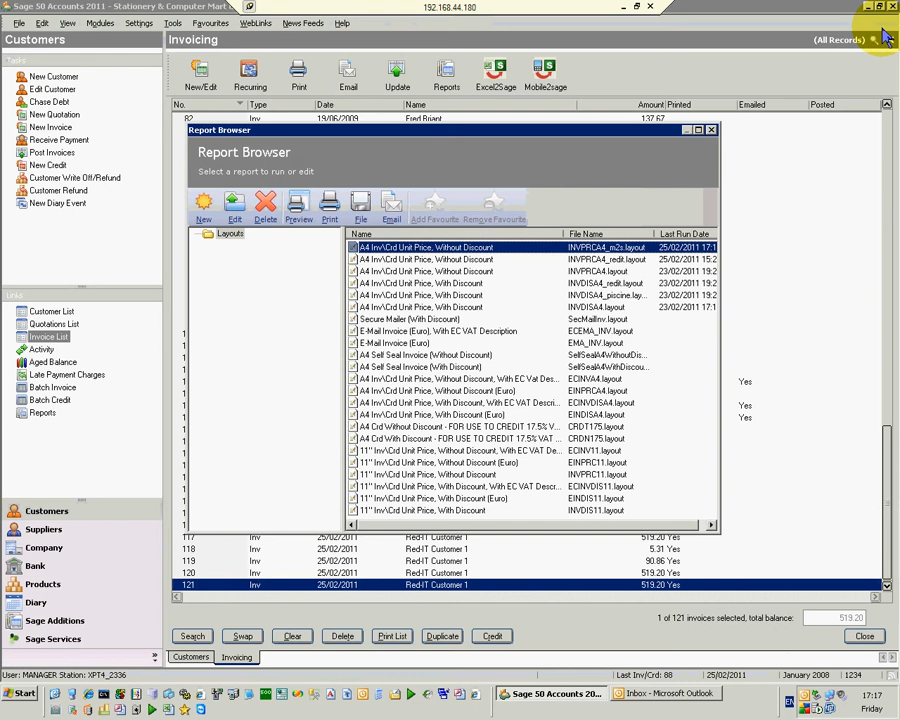 Sage 50 Accounts 2011 - Stationery & Computer Mart
192.168.44.180
File Edit View Modules Settings Tools Favourites WebLinks News Feeds Help
Customers
Invoicing
(All Records)
Tasks
New Customer
Edit Customer
Chase Debt
New Quotation
New Invoice
Receive Payment
Post Invoices
New Credit
Customer Write Off/Refund
Customer Refund
New Diary Event
Links
Customer List
Quotations List
Invoice List
Activity
Aged Balance
Late Payment Charges
Batch Invoice
Batch Credit
Reports
Customers
Suppliers
Company
Bank
Products
Diary
Sage Additions
Sage Services
New/Edit Recurring Print Email Update Reports Excel2Sage Mobile2sage
No. Type Date Name Amount Printed Emailed Posted
82 Inv 19/06/2009 Fred Briant 137.67
Report Browser
Report Browser
Select a report to run or edit
New Edit Delete Preview Print File Email Add Favourite Remove Favourite
Layouts
Name File Name Last Run Date
A4 Inv\Crd Unit Price, Without Discount INVPRCA4_m2s.layout 25/02/2011 17:1
A4 Inv\Crd Unit Price, Without Discount INVPRCA4_redit.layout 25/02/2011 15:2
A4 Inv\Crd Unit Price, Without Discount INVPRCA4.layout 23/02/2011 19:2
A4 Inv\Crd Unit Price, With Discount INVDISA4_redit.layout 23/02/2011 19:2
A4 Inv\Crd Unit Price, With Discount INVDISA4_piscine.lay... 23/02/2011 19:2
A4 Inv\Crd Unit Price, With Discount INVDISA4.layout 23/02/2011 19:2
Secure Mailer (With Discount) SecMailInv.layout
E-Mail Invoice (Euro), With EC VAT Description ECEMA_INV.layout
E-Mail Invoice (Euro) EMA_INV.layout
A4 Self Seal Invoice (Without Discount) SelfSealA4WithoutDis...
A4 Self Seal Invoice (With Discount) SelfSealA4WithDiscou...
A4 Inv\Crd Unit Price, Without Discount, With EC Vat Des... ECINVA4.layout
A4 Inv\Crd Unit Price, Without Discount (Euro) EINPRCA4.layout
A4 Inv\Crd Unit Price, With Discount, With EC VAT Descri... ECINVDISA4.layout
A4 Inv\Crd Unit Price, With Discount (Euro) EINDISA4.layout
A4 Crd Without Discount - FOR USE TO CREDIT 17.5% V... CRDT175.layout
A4 Crd With Discount - FOR USE TO CREDIT 17.5% VAT ... CRDN175.layout
11'' Inv\Crd Unit Price, Without Discount, With EC VAT De... ECINV11.layout
11'' Inv\Crd Unit Price, Without Discount (Euro) EINPRC11.layout
11'' Inv\Crd Unit Price, Without Discount INVPRC11.layout
11'' Inv\Crd Unit Price, With Discount, With EC VAT Descr... ECINVDIS11.layout
11'' Inv\Crd Unit Price, With Discount (Euro) EINDIS11.layout
11'' Inv\Crd Unit Price, With Discount INVDIS11.layout
Yes
Yes
Yes
117 Inv 25/02/2011 Red-IT Customer 1 519.20 Yes
118 Inv 25/02/2011 Red-IT Customer 1 5.31 Yes
119 Inv 25/02/2011 Red-IT Customer 1 90.86 Yes
120 Inv 25/02/2011 Red-IT Customer 1 519.20 Yes
121 Inv 25/02/2011 Red-IT Customer 1 519.20 Yes
1 of 121 invoices selected, total balance: 519.20
Search Swap Clear Delete Print List Duplicate Credit Close
Customers Invoicing
User: MANAGER Station: XPT4_2336 Last Inv/Crd: 88 25/02/2011 January 2008 1234
Start Sage 50 Accounts 20... Inbox - Microsoft Outlook EN 17:17
Friday